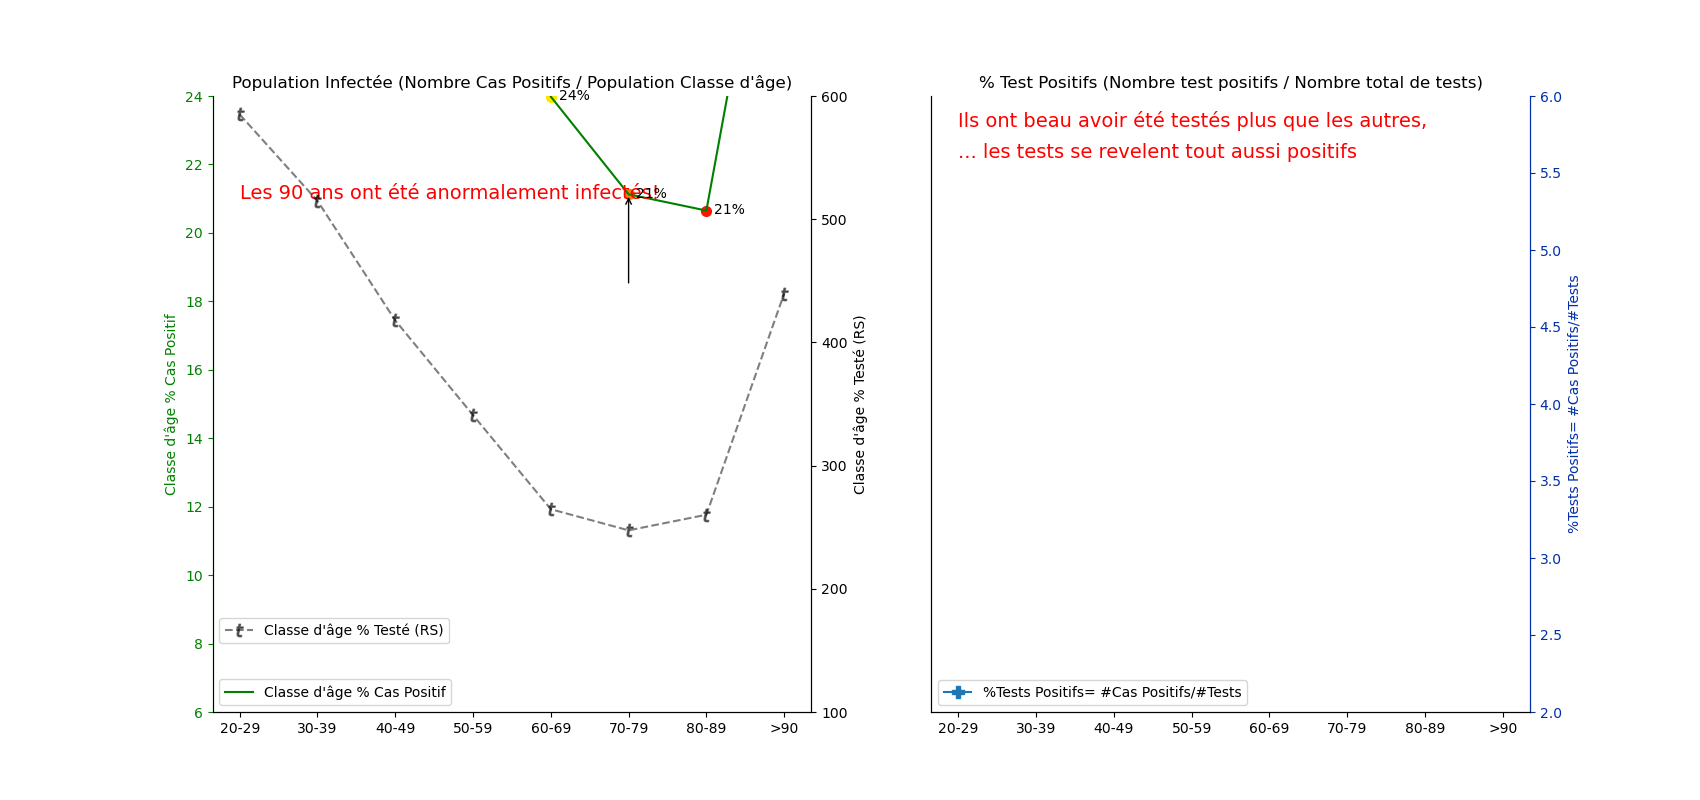 Population Infectée (Nombre Cas Positifs / Population Classe d'âge)
24
22
20
18
16
14
12
10
8
6
Classe d'âge % Cas Positif
24%
21%
21%
Les 90 ans ont été anormalement infectés!
Classe d'âge % Testé (RS)
Classe d'âge % Cas Positif
20-29 30-39 40-49 50-59 60-69 70-79 80-89 >90
600
500
400
300
200
100
Classe d'âge % Testé (RS)
% Test Positifs (Nombre test positifs / Nombre total de tests)
Ils ont beau avoir été testés plus que les autres,
... les tests se revelent tout aussi positifs
%Tests Positifs= #Cas Positifs/#Tests
20-29 30-39 40-49 50-59 60-69 70-79 80-89 >90
6.0
5.5
5.0
4.5
4.0
3.5
3.0
2.5
2.0
%Tests Positifs= #Cas Positifs/#Tests